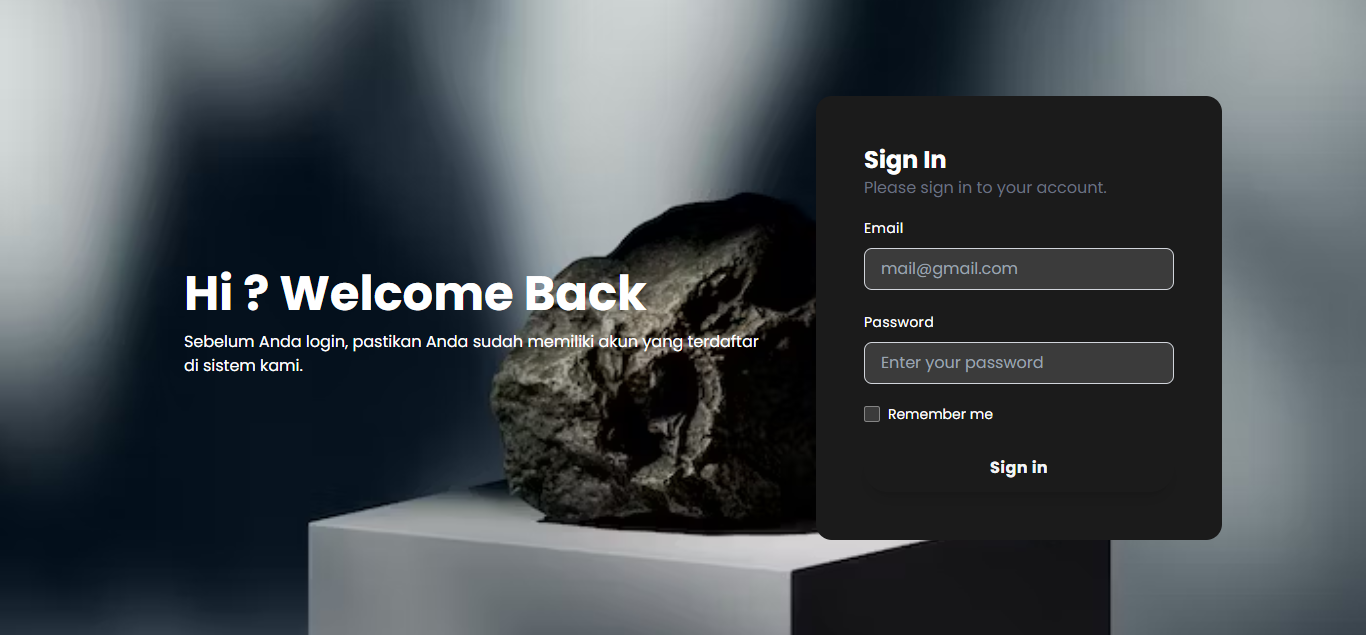 Hi ? Welcome Back
Sebelum Anda login, pastikan Anda sudah memiliki akun yang terdaftar
di sistem kami.
Sign In
Please sign in to your account.
Email
mail@gmail.com
Password
Enter your password
Remember me
Sign in